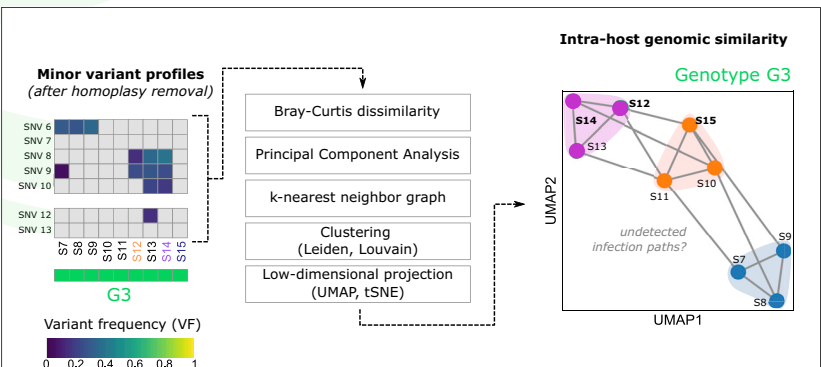 Minor variant profiles
(after homoplasy removal)
SNV 6
SNV 7
SNV 8
SNV 9
SNV 10
SNV 12
SNV 13
S7
S8
S9
S10
S11
S12
S13
S14
S15
G3
Variant frequency (VF)
0 0,2 0.4 0.6 0.8 1
Bray-Curtis dissimilarity
Principal Component Analysis
k-nearest neighbor graph
Clustering
(Leiden, Louvain)
Low-dimensional projection
(UMAP, tSNE)
Intra-host genomic similarity
Genotype G3
S12
S14
S13
S15
S10
S11
undetected
infection paths?
S9
S7
S8
UMAP2
UMAP1